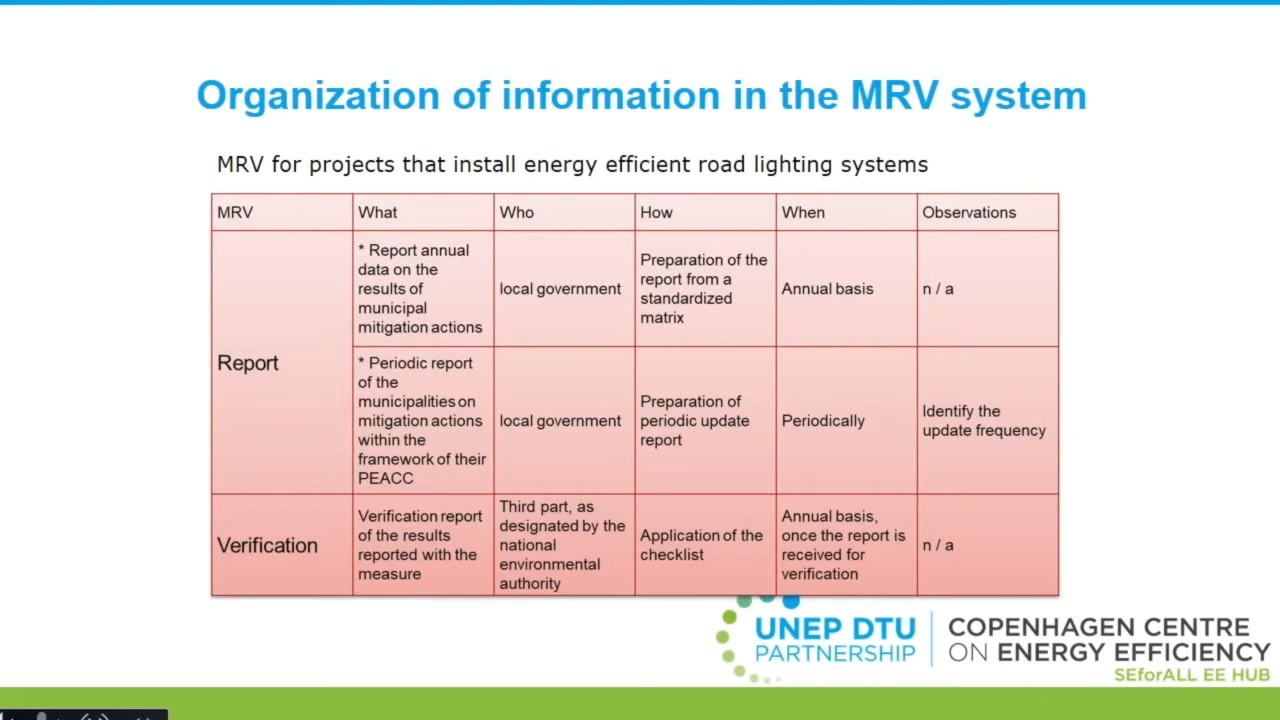 Organization of information in the MRV system
MRV for projects that install energy efficient road lighting systems
MRV
What
Who
How
When
Observations
Report
* Report annual
data on the
results of
municipal
mitigation actions
local government
Preparation of the
report from a
standardized
matrix
Annual basis
n / a
* Periodic report
of the
municipalities on
mitigation actions
within the
framework of their
PEACC
local government
Preparation of
periodic update
report
Periodically
Identify the
update frequency
Verification
Verification report
of the results
reported with the
measure
Third part, as
designated by the
national
environmental
authority
Application of the
checklist
Annual basis,
once the report is
received for
verification
n / a
UNEP DTU
PARTNERSHIP
COPENHAGEN CENTRE
ON ENERGY EFFICIENCY
SEforALL EE HUB